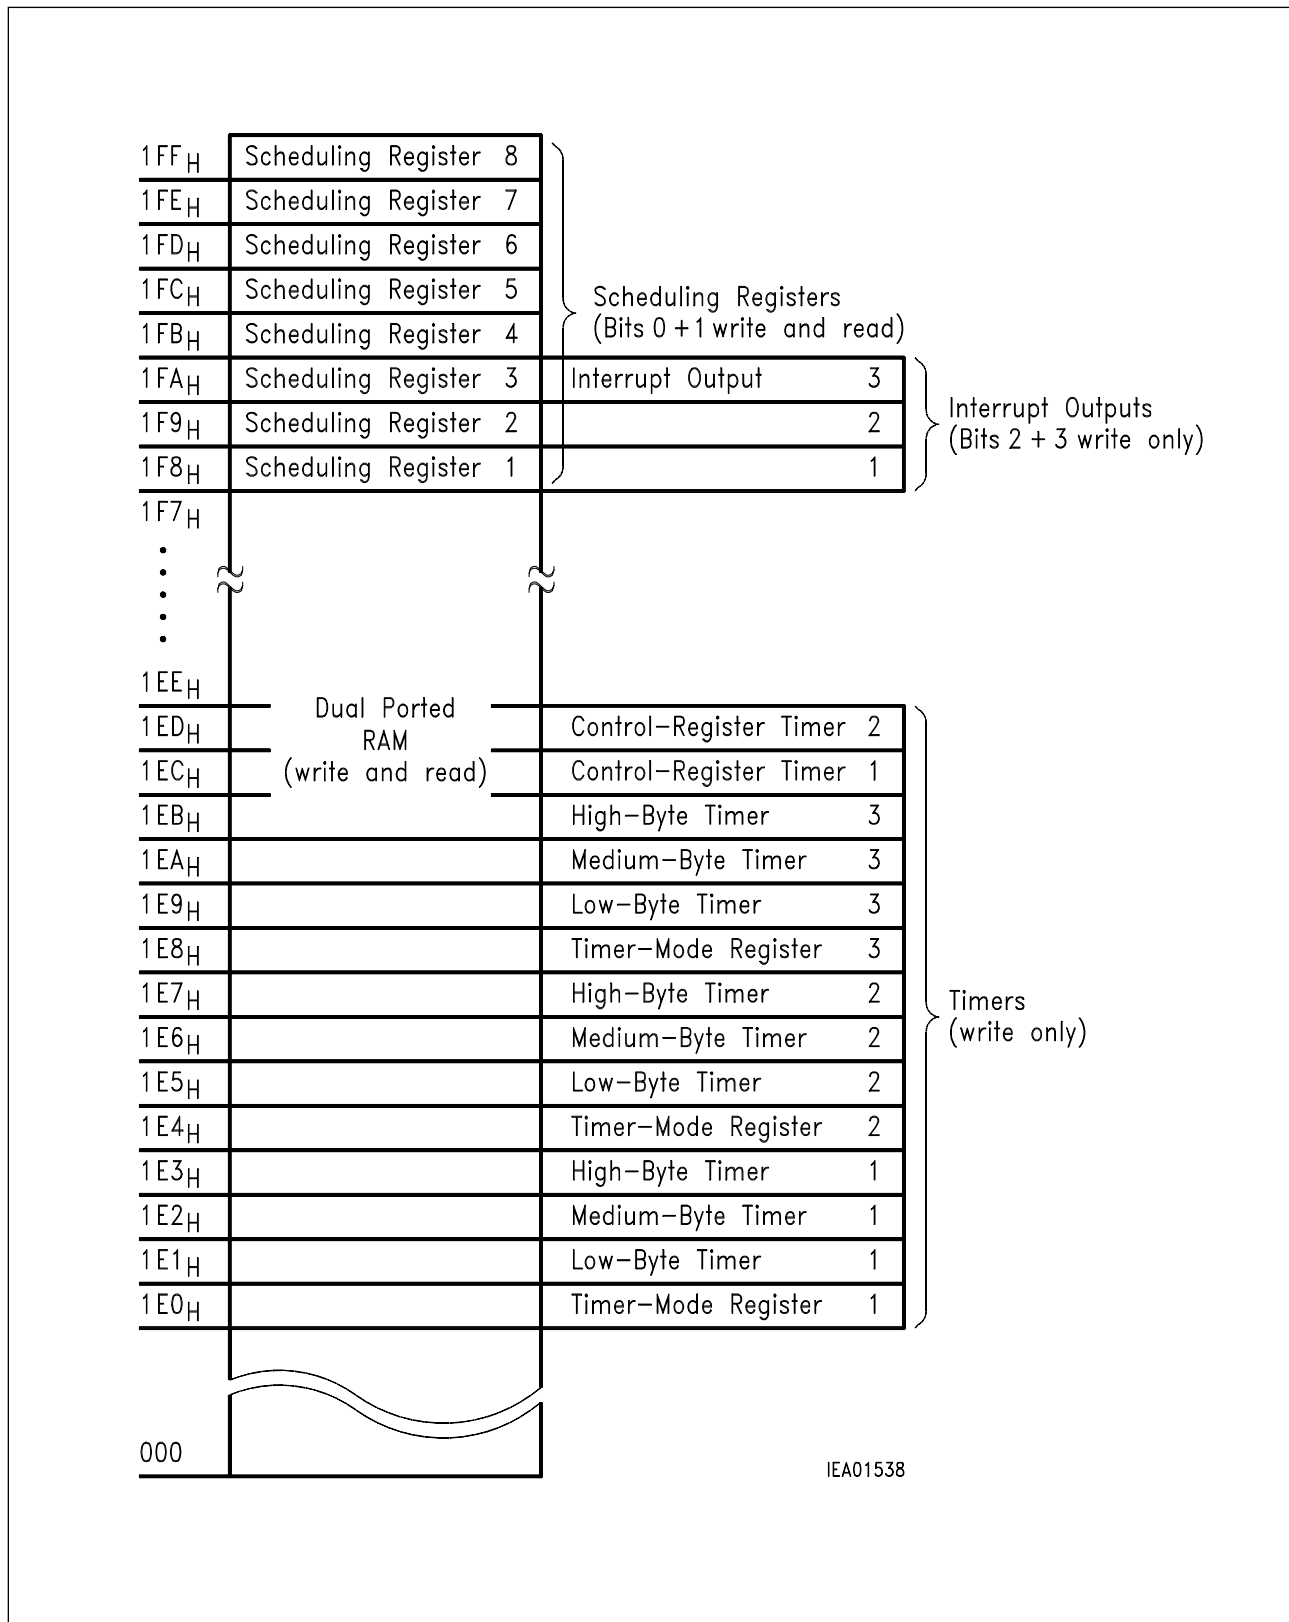 1FFH Scheduling Register 8
1FEH Scheduling Register 7
1FDH Scheduling Register 6
1FCH Scheduling Register 5
Scheduling Registers
(Bits 0 + 1 write and read)
1FBH Scheduling Register 4
1FAH Scheduling Register 3 Interrupt Output 3
1F9H Scheduling Register 2 2
Interrupt Outputs
(Bits 2 + 3 write only)
1F8H Scheduling Register 1 1
1F7H
1EEH
Dual Ported
RAM
(write and read)
1EDH Control-Register Timer 2
1ECH Control-Register Timer 1
1EBH High-Byte Timer 3
1EAH Medium-Byte Timer 3
1E9H Low-Byte Timer 3
1E8H Timer-Mode Register 3
1E7H High-Byte Timer 2
Timers
(write only)
1E6H Medium-Byte Timer 2
1E5H Low-Byte Timer 2
1E4H Timer-Mode Register 2
1E3H High-Byte Timer 1
1E2H Medium-Byte Timer 1
1E1H Low-Byte Timer 1
1E0H Timer-Mode Register 1
000
IEA01538